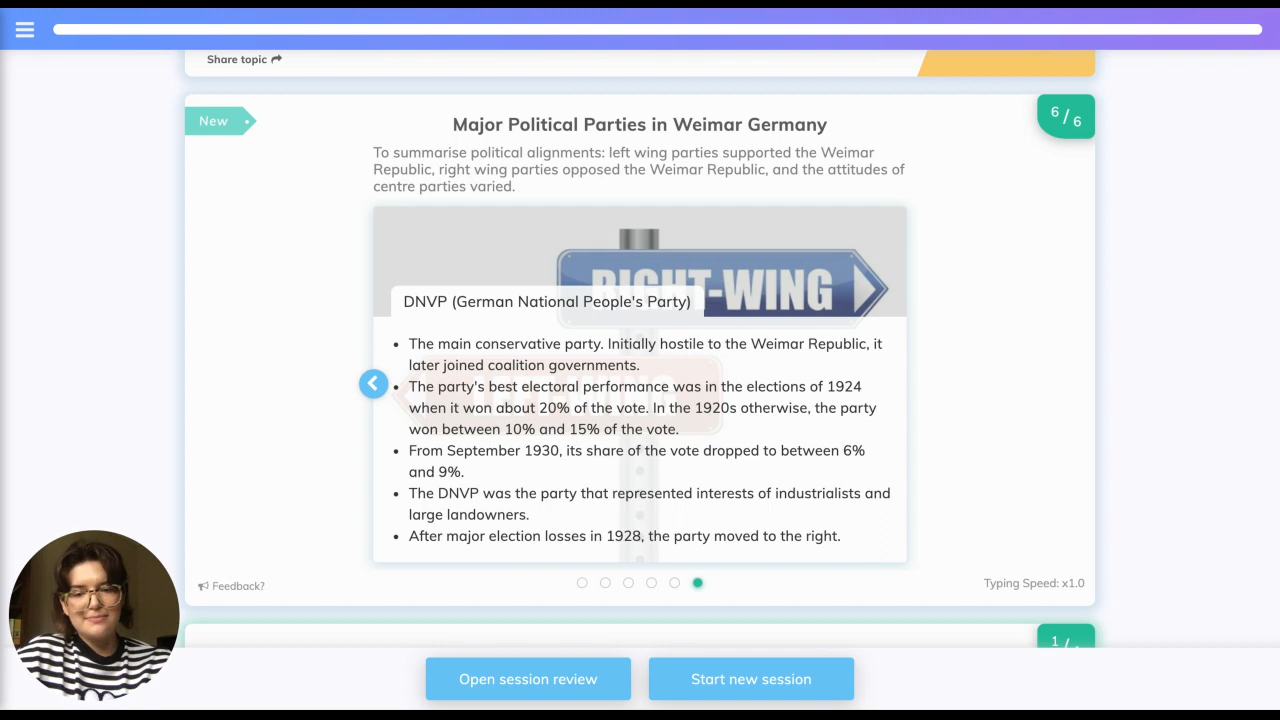 Share topic
New
6 / 6
Major Political Parties in Weimar Germany
To summarise political alignments: left wing parties supported the Weimar
Republic, right wing parties opposed the Weimar Republic, and the attitudes of
centre parties varied.
RIGHT-WING
DNVP (German National People's Party)
• The main conservative party. Initially hostile to the Weimar Republic, it
later joined coalition governments.
• The party's best electoral performance was in the elections of 1924
when it won about 20% of the vote. In the 1920s otherwise, the party
won between 10% and 15% of the vote.
• From September 1930, its share of the vote dropped to between 6%
and 9%.
• The DNVP was the party that represented interests of industrialists and
large landowners.
• After major election losses in 1928, the party moved to the right.
LEFT-WING
Feedback?
Typing Speed: x1.0
1 /
Open session review
Start new session